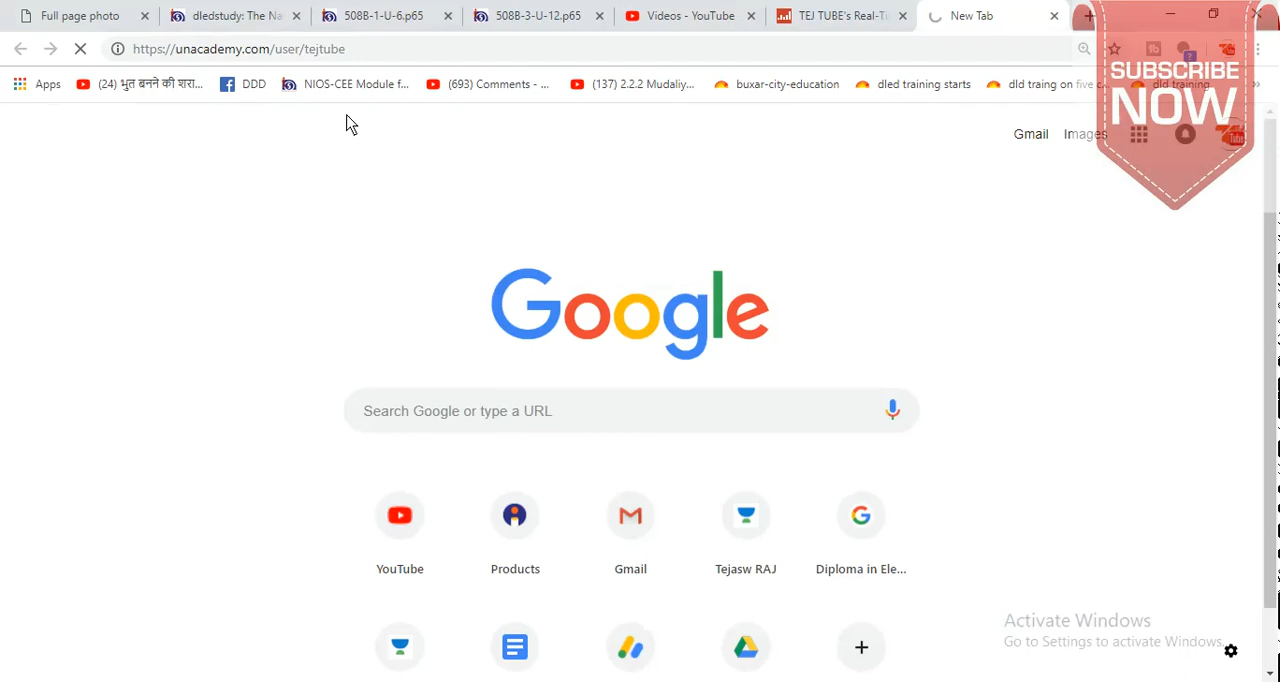 Full page photo
dledstudy: The Na
508B-1-U-6.p65
508B-3-U-12.p65
Videos - YouTube
TEJ TUBE's Real-Ti
New Tab
https://unacademy.com/user/tejtube
Apps
(24) भूत बनने की शरा...
DDD
NIOS-CEE Module f...
(137) Comments - ...
(137) 2.2.2 Mudaliy...
buxar-city-education
dled training starts
dld traing on five c...
dld training
SUBSCRIBE
NOW
Gmail
Images
Google
Search Google or type a URL
YouTube
Products
Gmail
Tejasw RAJ
Diploma in Ele...
Activate Windows
Go to Settings to activate Windows.